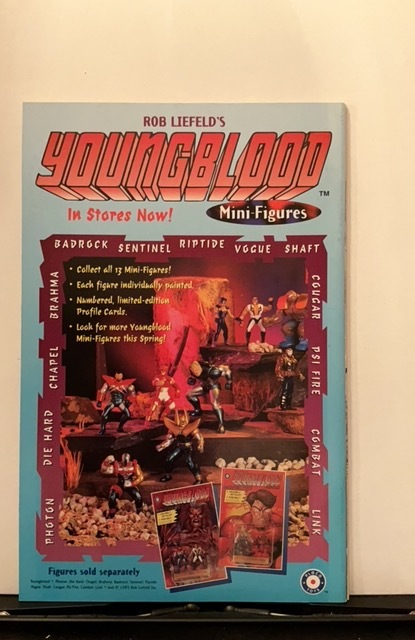 ROB LIEFELD'S
YOUNGBLOOD™
In Stores Now!
Mini-Figures
BADROCK SENTINEL RIPTIDE VOGUE SHAFT
BRAHMA
CHAPEL
DIE HARD
PHOTON
COUGAR
PSI FIRE
COMBAT
LINK
• Collect all 13 Mini-Figures!
• Each figure individually painted.
• Numbered, limited-edition
Profile Cards.
• Look for more Youngblood
Mini-Figures this Spring!
YOUNGBLOOD
YOUNGBLOOD
Figures sold separately